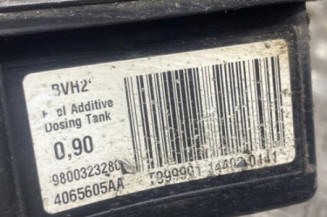 BVH2
Additive
Dosing Tank
0,90
9800323280
4065605AA